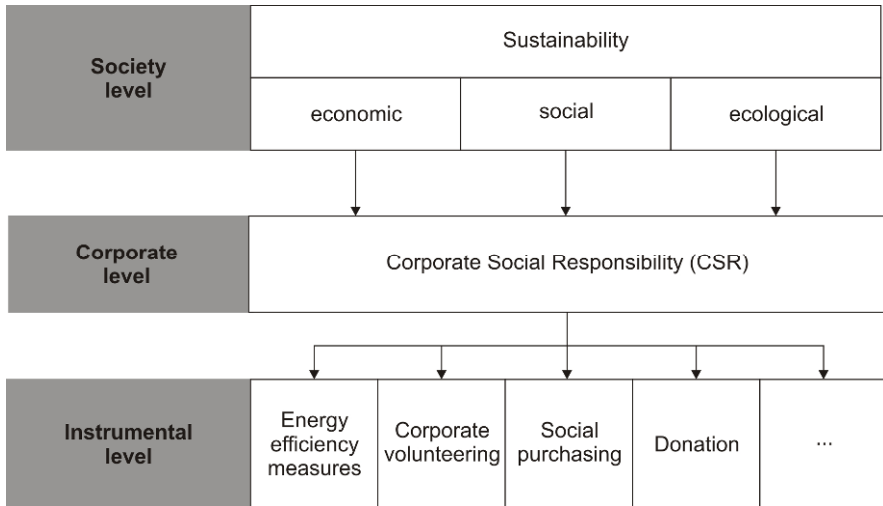 Sustainability
Society
level
economic
social
ecological
Corporate
level
Corporate Social Responsibility (CSR)
Instrumental
level
Energy
efficiency
measures
Corporate
volunteering
Social
purchasing
Donation
...